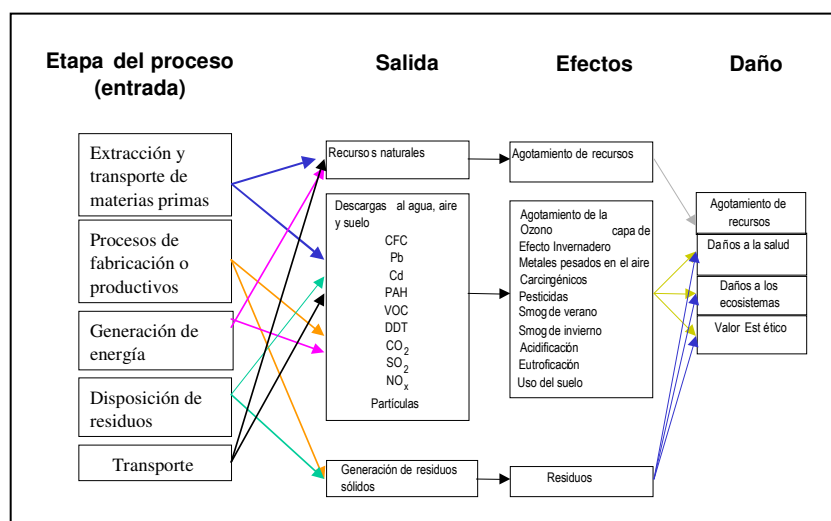 Etapa del proceso
(entrada)
Salida
Efectos
Daño
Extracción y
transporte de
materias primas
Procesos de
fabricación o
productivos
Generación de
energía
Disposición de
residuos
Transporte
Recursos naturales
Descargas al agua, aire
y suelo
CFC
Pb
Cd
PAH
VOC
DDT
CO2
SO2
NOx
Partículas
Generación de residuos
sólidos
Agotamiento de recursos
Agotamiento de la
Ozono capa de
Efecto Invernadero
Metales pesados en el aire
Carcingénicos
Pesticidas
Smog de verano
Smog de invierno
Acidificación
Eutroficación
Uso del suelo
Residuos
Agotamiento de
recursos
Daños a la salud
Daños a los
ecosistemas
Valor Est ético